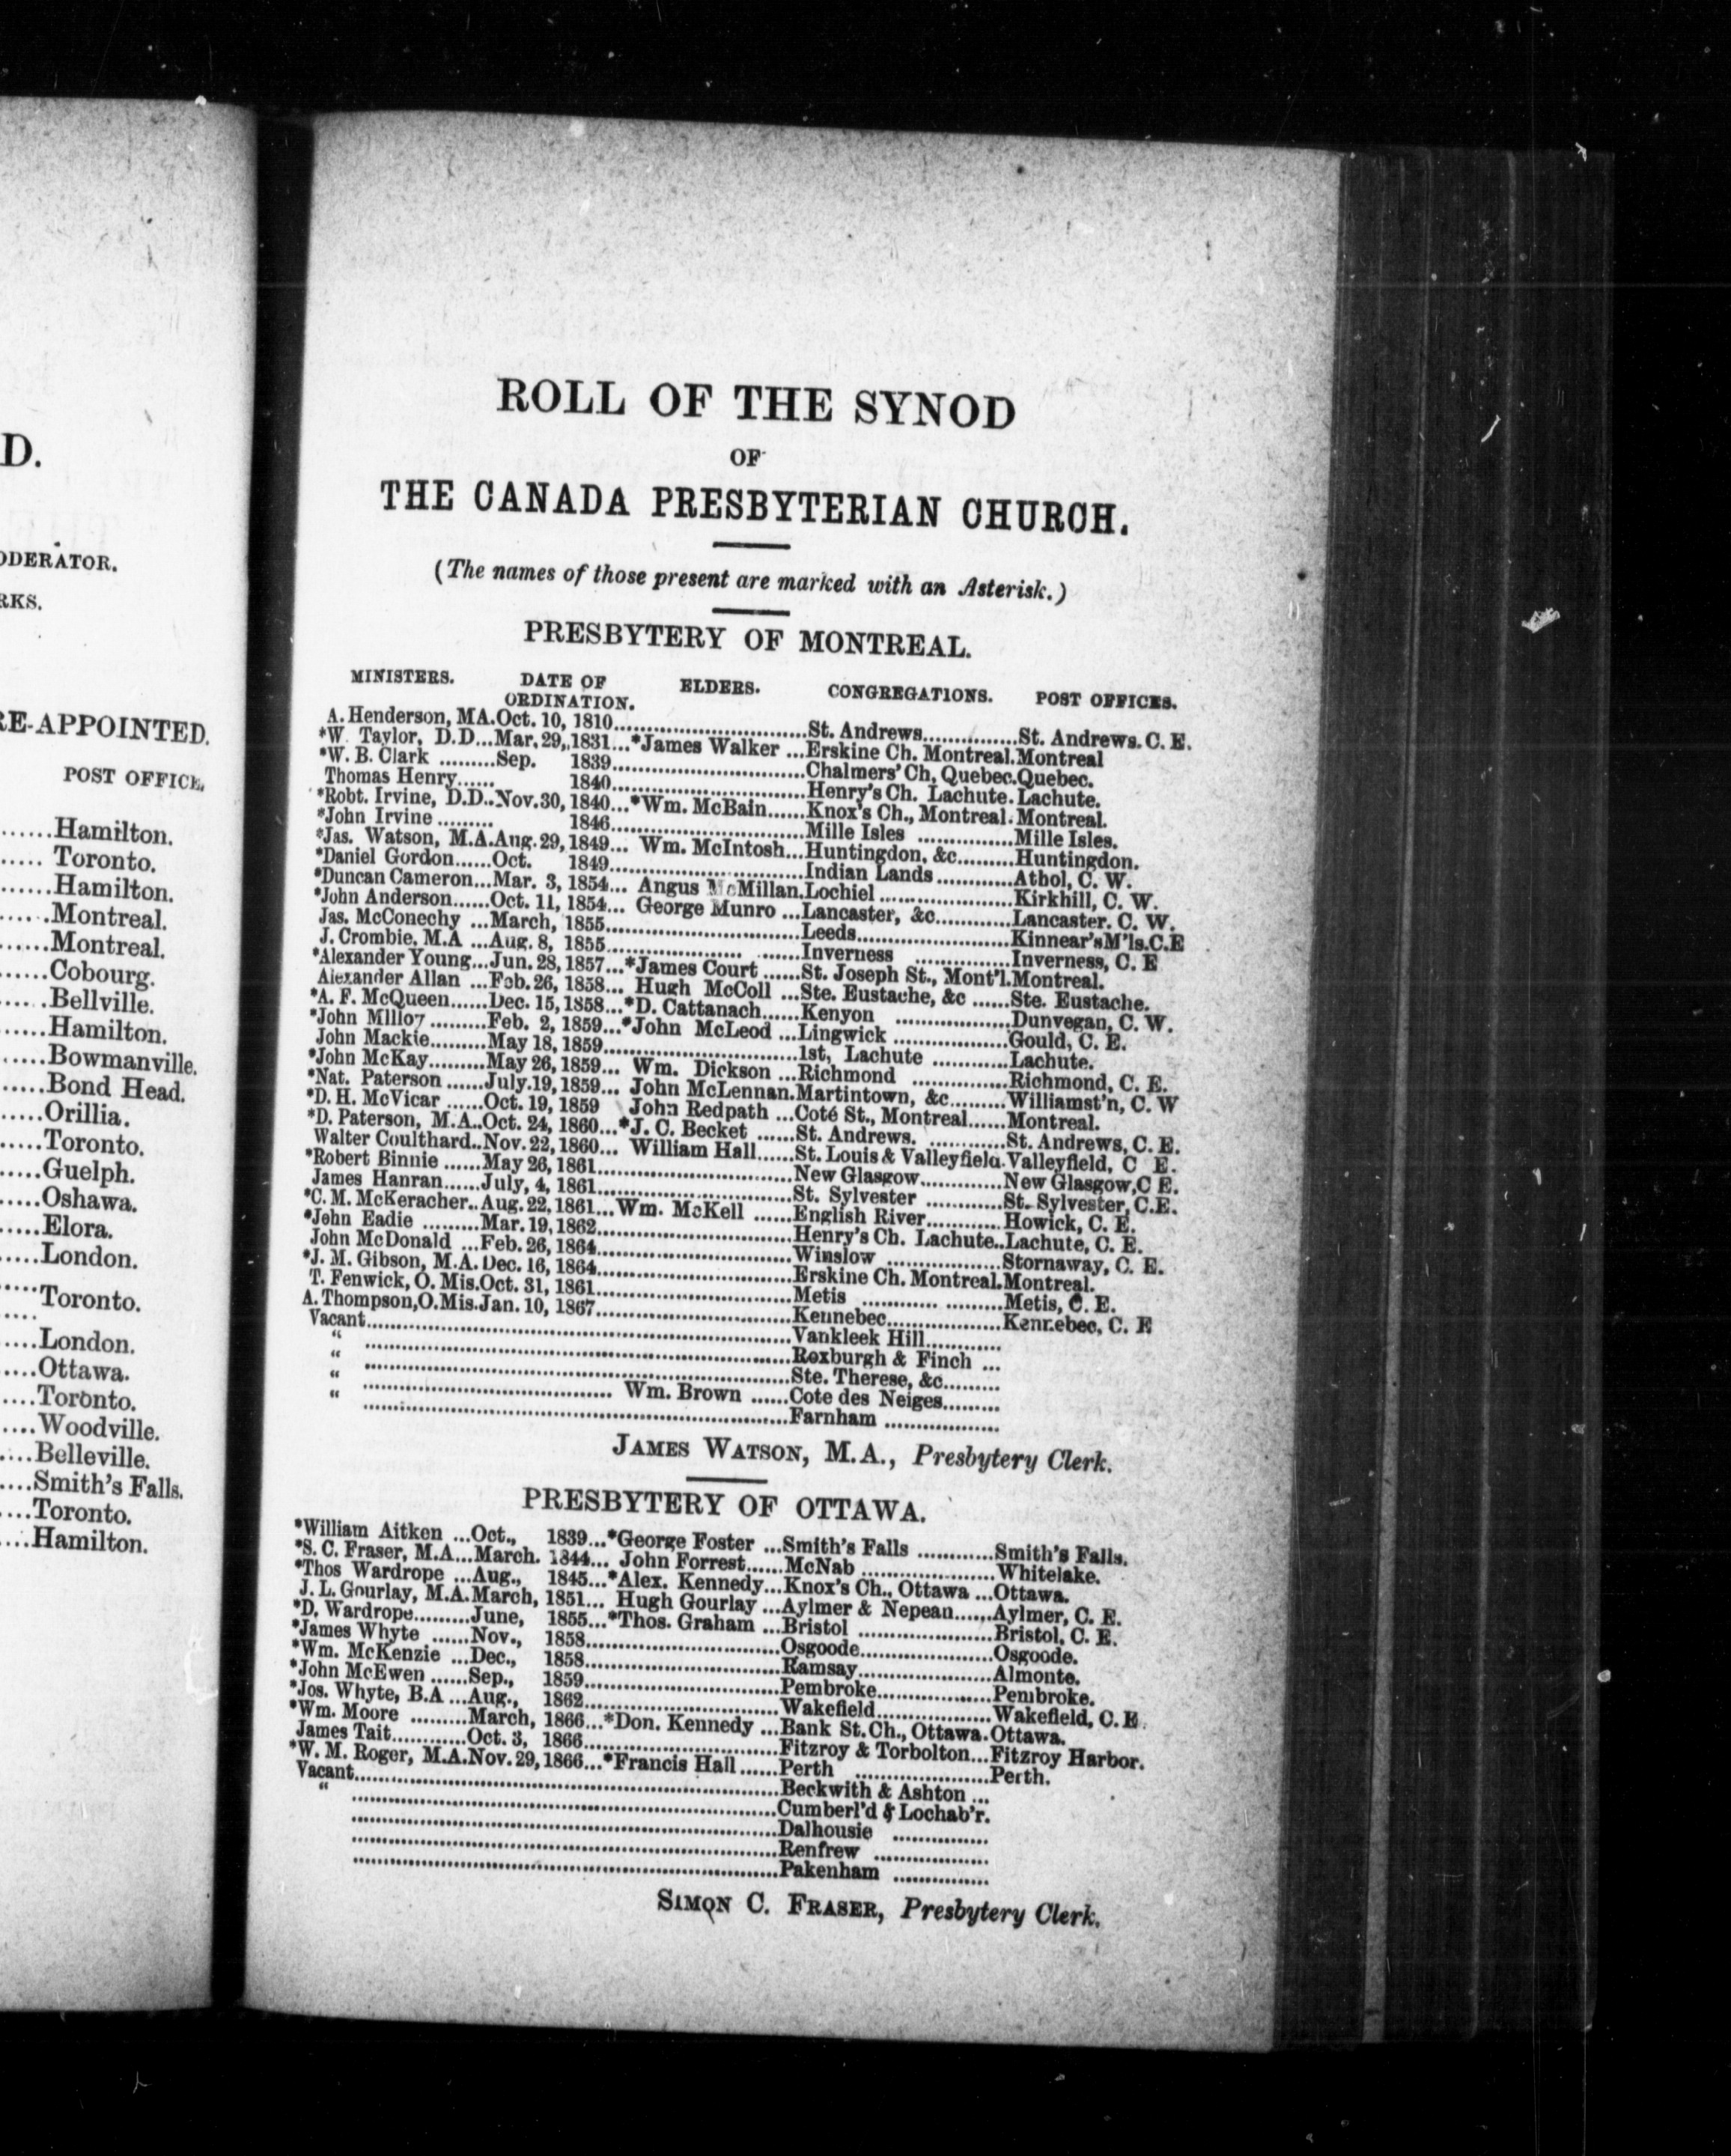 D.
ODERATOR.
RKS.
RE-APPOINTED.
POST OFFICE,
......Hamilton.
..... Toronto.
......Hamilton.
......Montreal.
......Montreal.
......Cobourg.
......Bellville.
......Hamilton.
......Bowmanville.
......Bond Head.
......Orillia.
......Toronto.
......Guelph.
......Oshawa.
.....Elora.
.....London.
.....Toronto.
....
....London.
....Ottawa.
....Toronto.
....Woodville.
....Belleville.
....Smith's Falls.
....Toronto.
....Hamilton.
ROLL OF THE SYNOD
OF
THE CANADA PRESBYTERIAN CHURCH.
(The names of those present are marked with an Asterisk.)
PRESBYTERY OF MONTREAL.
MINISTERS. DATE OF ORDINATION. ELDERS. CONGREGATIONS. POST OFFICES.
A. Henderson, MA.Oct. 10, 1810..............................St. Andrews...............St. Andrews. C. E.
*W. Taylor, D.D...Mar. 29, 1831...*James Walker ...Erskine Ch. Montreal.Montreal
*W. B. Clark .........Sep. 1839..............................Chalmers' Ch, Quebec.Quebec.
Thomas Henry...... 1840..............................Henry's Ch. Lachute.Lachute.
*Robt. Irvine, D.D..Nov. 30, 1840...*Wm. McBain......Knox's Ch., Montreal.Montreal.
*John Irvine ......... 1846..............................Mille Isles ...............Mille Isles.
*Jas. Watson, M.A.Aug. 29, 1849... Wm. McIntosh...Huntingdon, &c.........Huntingdon.
*Daniel Gordon......Oct. 1849..............................Indian Lands ............Athol, C. W.
*Duncan Cameron...Mar. 3, 1854... Angus McMillan.Lochiel .....................Kirkhill, C. W.
*John Anderson......Oct. 11, 1854... George Munro ...Lancaster, &c............Lancaster. C. W.
Jas. McConechy ...March, 1855..............................Leeds........................Kinnear'sM'ls.C.E
J. Crombie, M.A ...Aug. 8, 1855..............................Inverness ...............Inverness, C. E
*Alexander Young...Jun. 28, 1857...*James Court ......St. Joseph St., Mont'l.Montreal.
Alexander Allan ...Feb. 26, 1858... Hugh McColl ...Ste. Eustache, &c ......Ste. Eustache.
*A. F. McQueen......Dec. 15, 1858...*D. Cattanach......Kenyon ..................Dunvegan, C. W.
*John Milloy .........Feb. 2, 1859...*John McLeod ...Lingwick ..................Gould, C. E.
John Mackie.........May 18, 1859..............................1st, Lachute ............Lachute.
*John McKay.........May 26, 1859... Wm. Dickson ...Richmond ...............Richmond, C. E.
*Nat. Paterson ......July.19, 1859... John McLennan.Martintown, &c.........Williamst'n, C. W
*D. H. McVicar ......Oct. 19, 1859 John Redpath ...Coté St., Montreal......Montreal.
*D. Paterson, M.A..Oct. 24, 1860...*J. C. Becket ......St. Andrews. ............St. Andrews, C. E.
Walter Coulthard..Nov. 22, 1860... William Hall......St. Louis & Valleyfield.Valleyfield, C E.
*Robert Binnie ......May 26, 1861..............................New Glasgow............New Glasgow,C E.
James Hanran......July, 4, 1861..............................St. Sylvester ............St. Sylvester, C.E.
*C. M. McKeracher..Aug. 22, 1861...Wm. McKell ......English River............Howick, C. E.
*John Eadie .........Mar. 19, 1862..............................Henry's Ch. Lachute..Lachute, C. E.
John McDonald ...Feb. 26, 1864..............................Winslow ..................Stornaway, C. E.
*J. M. Gibson, M.A. Dec. 16, 1864..............................Erskine Ch. Montreal.Montreal.
T. Fenwick, O. Mis.Oct. 31, 1861..............................Metis .....................Metis, C. E.
A. Thompson,O.Mis.Jan. 10, 1867..............................Kennebec..................Kennebec, C. E
Vacant............................................................Vankleek Hill............
“ ............................................................Roxburgh & Finch ...
“ ............................................................Ste. Therese, &c.........
“ ....................................... Wm. Brown ......Cote des Neiges.........
“ ............................................................Farnham ..................
JAMES WATSON, M.A., Presbytery Clerk.
PRESBYTERY OF OTTAWA.
*William Aitken ...Oct., 1839...*George Foster ...Smith's Falls ............Smith's Falls.
*S. C. Fraser, M.A...March. 1844... John Forrest......McNab .....................Whitelake.
*Thos Wardrope ...Aug., 1845...*Alex. Kennedy...Knox's Ch., Ottawa ...Ottawa.
J. L. Gourlay, M.A.March, 1851... Hugh Gourlay ...Aylmer & Nepean......Aylmer, C. E.
*D. Wardrope.........June, 1855...*Thos. Graham ...Bristol .....................Bristol, C. E.
*James Whyte ......Nov., 1858..............................Osgoode.....................Osgoode.
*Wm. McKenzie ...Dec., 1858..............................Ramsay.....................Almonte.
*John McEwen ......Sep., 1859..............................Pembroke..................Pembroke.
*Jos. Whyte, B.A ...Aug., 1862..............................Wakefield..................Wakefield, C. E.
*Wm. Moore .........March, 1866...*Don. Kennedy ...Bank St. Ch., Ottawa.Ottawa.
James Tait............Oct. 3, 1866..............................Fitzroy & Torbolton...Fitzroy Harbor.
*W. M. Roger, M.A.Nov. 29, 1866...*Francis Hall ......Perth .....................Perth.
Vacant............................................................Beckwith & Ashton ...
“ ............................................................Cumberl'd & Lochab'r.
............................................................Dalhousie ...............
............................................................Renfrew ..................
............................................................Pakenham ...............
SIMON C. FRASER, Presbytery Clerk.